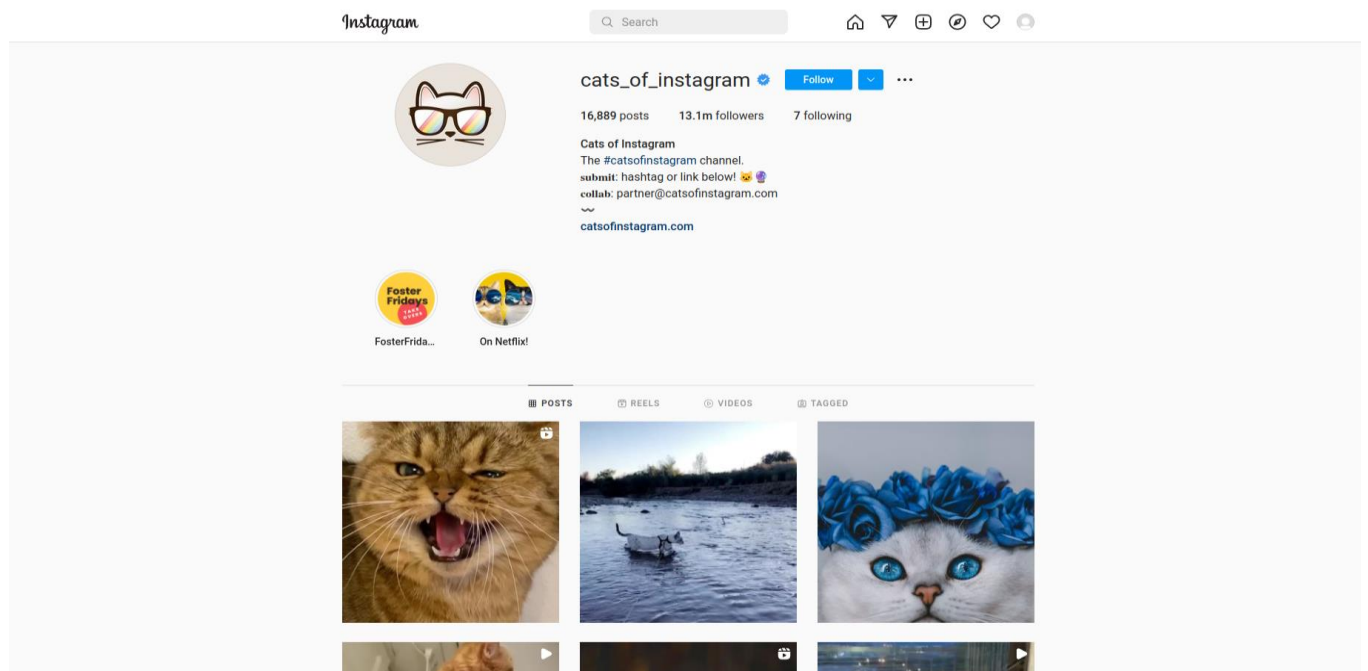 Instagram
Search
cats_of_instagram
Follow
16,889 posts 13.1m followers 7 following
Cats of Instagram
The #catsofinstagram channel.
𝐬𝐮𝐛𝐦𝐢𝐭: hashtag or link below! 🐱🔮
𝐜𝐨𝐥𝐥𝐚𝐛: partner@catsofinstagram.com
〰
catsofinstagram.com
Foster
Fridays
FosterFrida...
On Netflix!
POSTS
REELS
VIDEOS
TAGGED